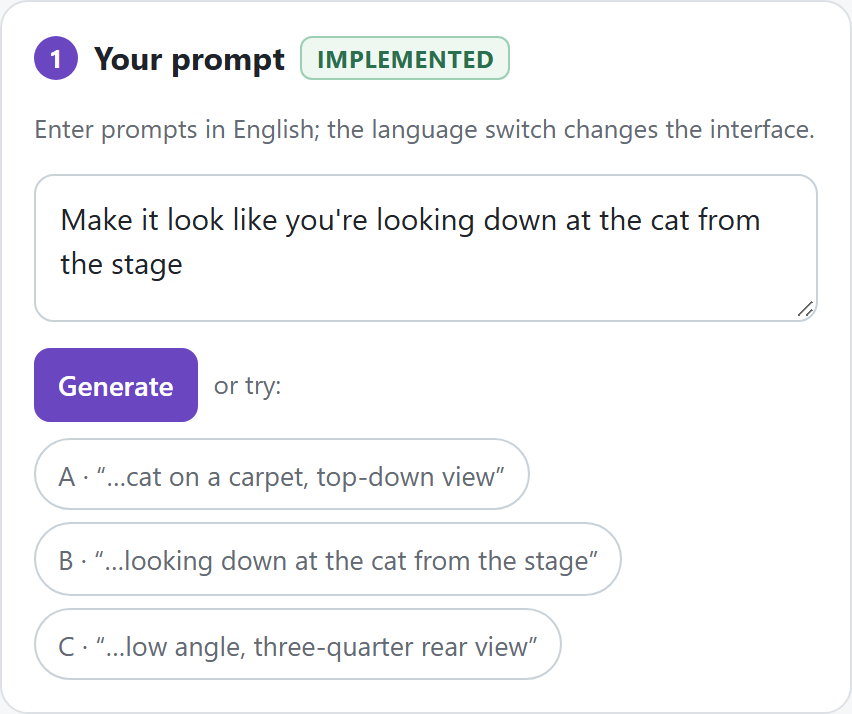 1 Your prompt IMPLEMENTED
Enter prompts in English; the language switch changes the interface.
Make it look like you're looking down at the cat from
the stage
Generate or try:
A · “…cat on a carpet, top-down view”
B · “…looking down at the cat from the stage”
C · “…low angle, three-quarter rear view”